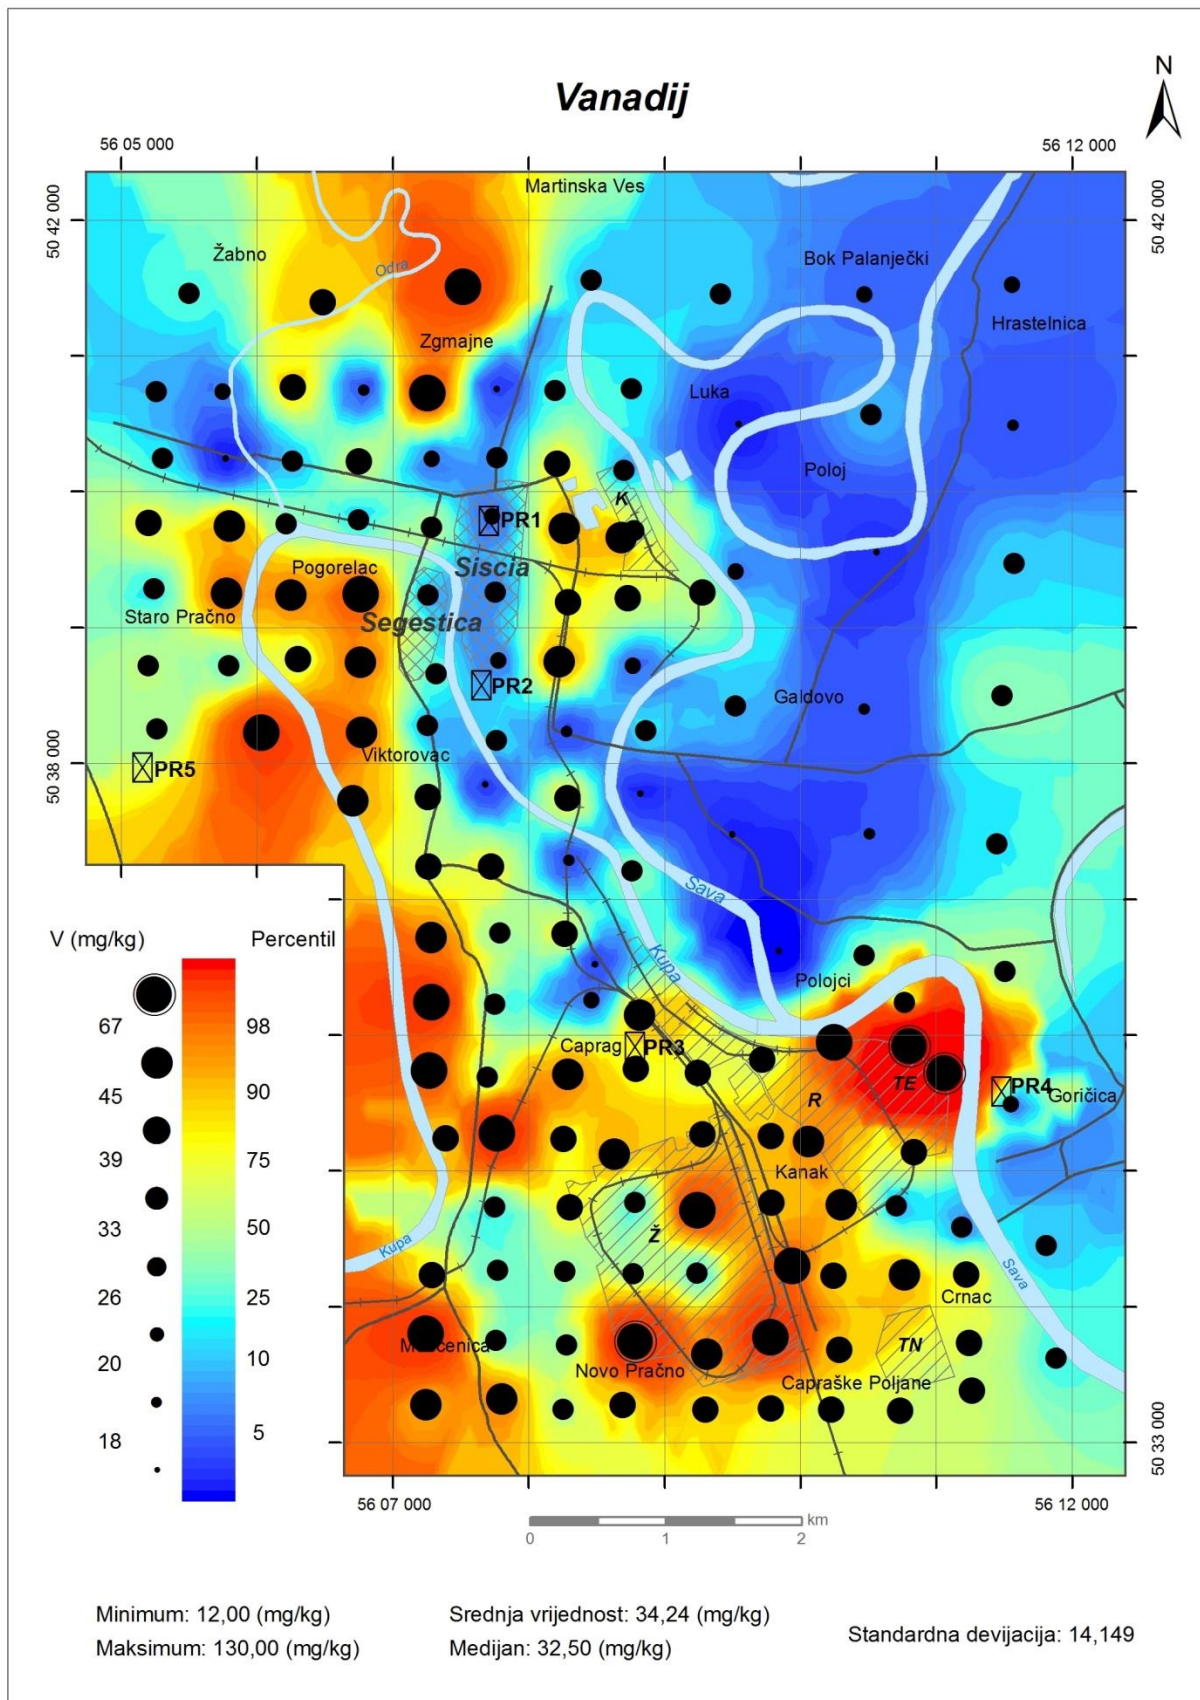 Vanadij
N
56 05 000
56 12 000
Martinska Ves
50 42 000
50 42 000
Žabno
Odra
Bok Palanječki
Hrastelnica
Zgmajne
Luka
Poloj
K
PR1
Siscia
Pogorelac
Staro Pračno
Segestica
PR2
Galdovo
Viktorovac
50 38 000
50 38 000
PR5
Sava
V (mg/kg)
Percentil
Kupa
Polojci
67
98
Caprag
PR3
TE
PR4
Goričica
45
90
R
39
75
Kanak
33
50
Ž
Kupa
Sava
26
25
Crnac
20
10
Novo Pračno
TN
Capraške Poljane
18
5
50 33 000
56 07 000
56 12 000
km
0
1
2
Minimum: 12,00 (mg/kg)
Srednja vrijednost: 34,24 (mg/kg)
Standardna devijacija: 14,149
Maksimum: 130,00 (mg/kg)
Medijan: 32,50 (mg/kg)